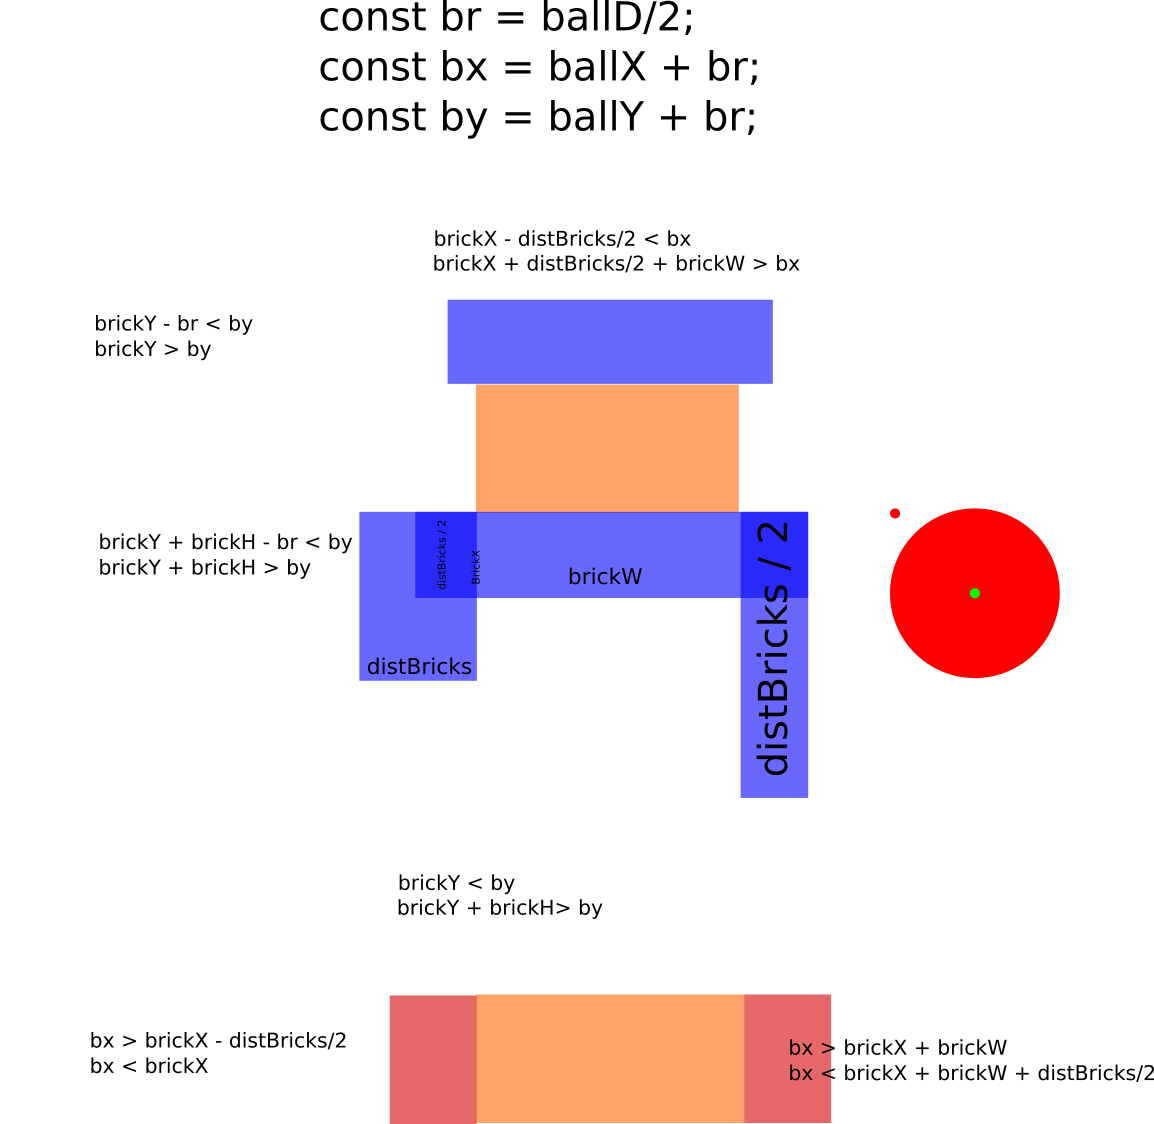 const br = ballD/2;
const bx = ballX + br;
const by = ballY + br;
brickX - distBricks/2 < bx
brickX + distBricks/2 + brickW > bx
brickY - br < by
brickY > by
brickY + brickH - br < by
brickY + brickH > by
distBricks / 2
BrickX
brickW
distBricks / 2
distBricks
brickY < by
brickY + brickH> by
bx > brickX - distBricks/2
bx < brickX
bx > brickX + brickW
bx < brickX + brickW + distBricks/2